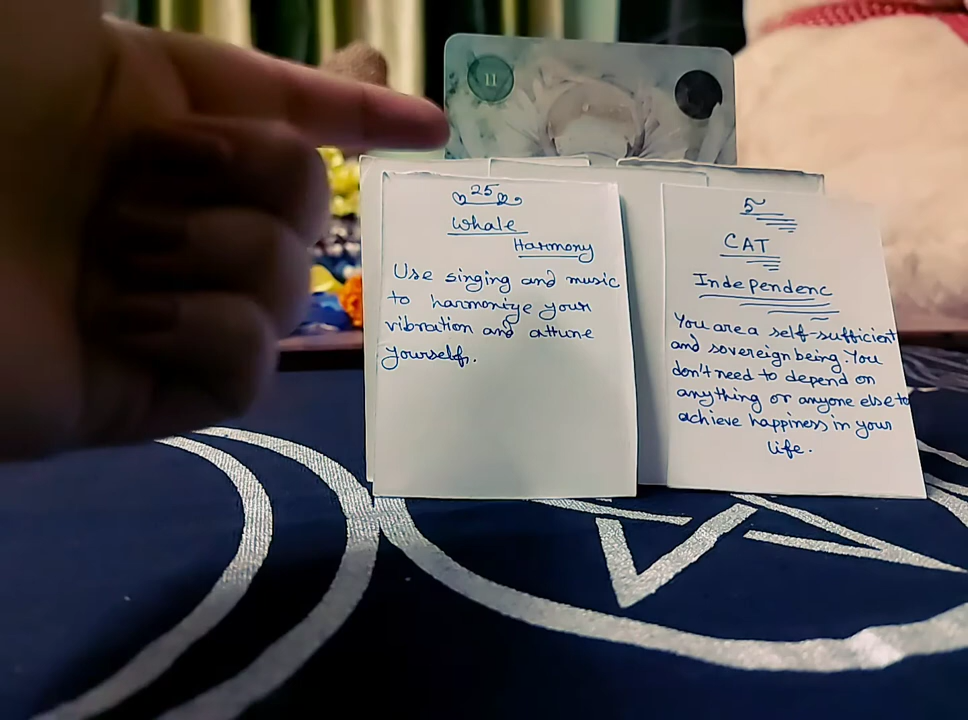 11
25
Whale
Harmony
Use singing and music
to harmonize your
vibration and attune
yourself.
5
CAT
Independenc
You are a self-sufficient
and sovereign being. You
don't need to depend on
anything or anyone else to
achieve happiness in your
life.